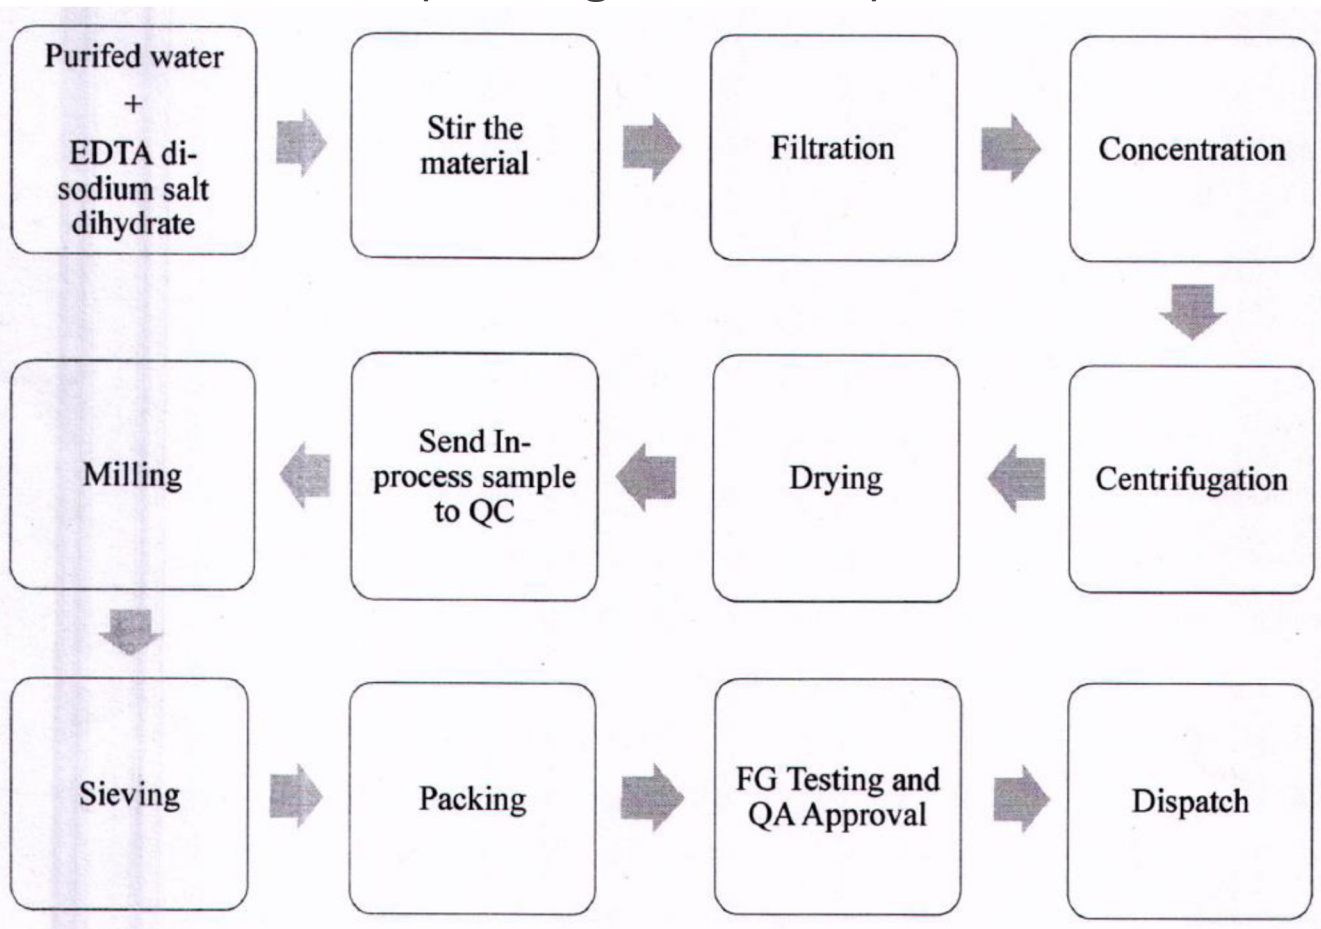 Purifed water
+
EDTA di-
sodium salt
dihydrate
Stir the
material
Filtration
Concentration
Centrifugation
Drying
Send In-
process sample
to QC
Milling
Sieving
Packing
FG Testing and
QA Approval
Dispatch